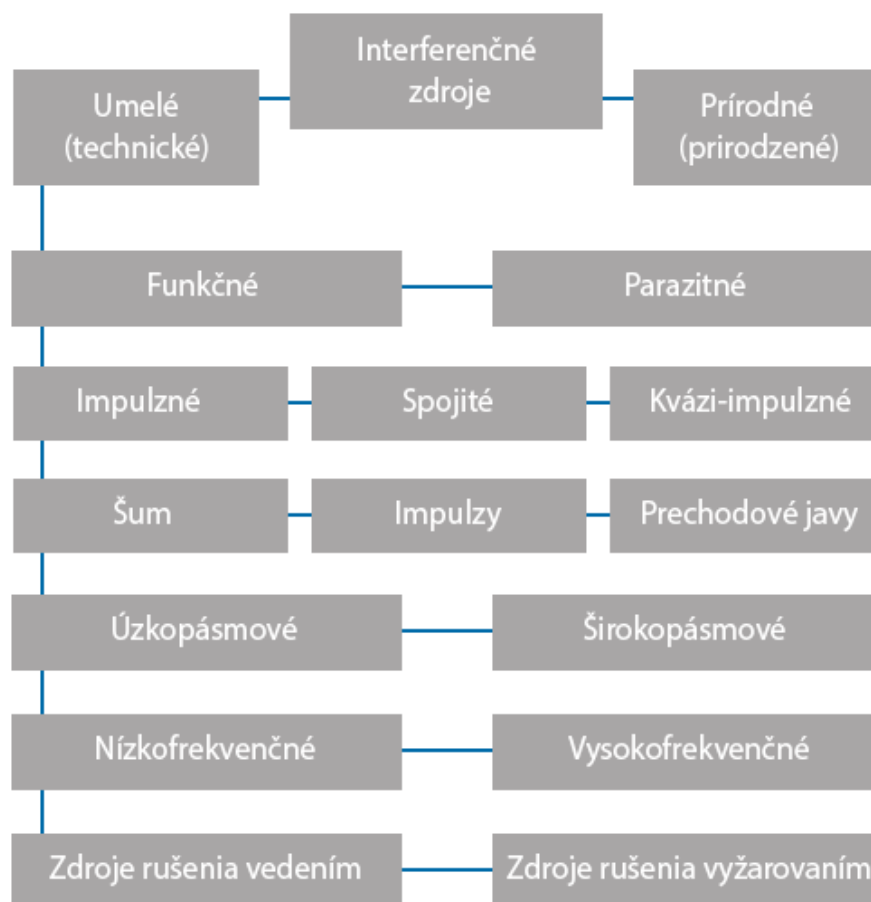 Interferenčné
zdroje
Umelé
(technické)
Prírodné
(prirodzené)
Funkčné
Parazitné
Impulzné
Spojité
Kvázi-impulzné
Šum
Impulzy
Prechodové javy
Úzkopásmové
Širokopásmové
Nízkofrekvenčné
Vysokofrekvenčné
Zdroje rušenia vedením
Zdroje rušenia vyžarovaním